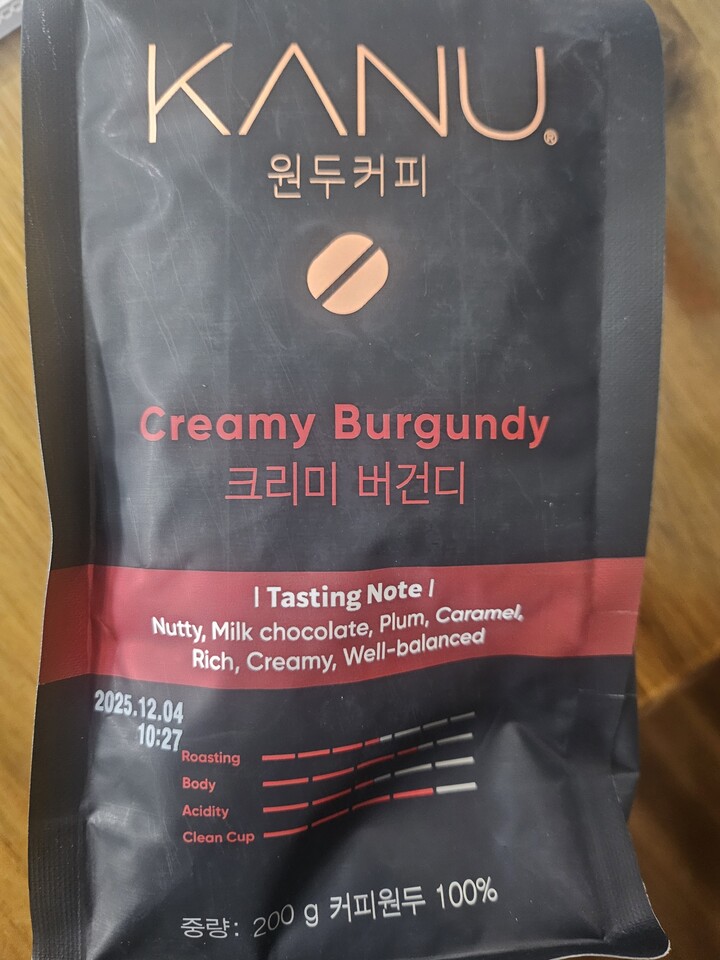 KANU®
원두커피
Creamy Burgundy
크리미 버건디
| Tasting Note |
Nutty, Milk chocolate, Plum, Caramel,
Rich, Creamy, Well-balanced
2025.12.04
10:27
Roasting
Body
Acidity
Clean Cup
중량: 200 g 커피원두 100%